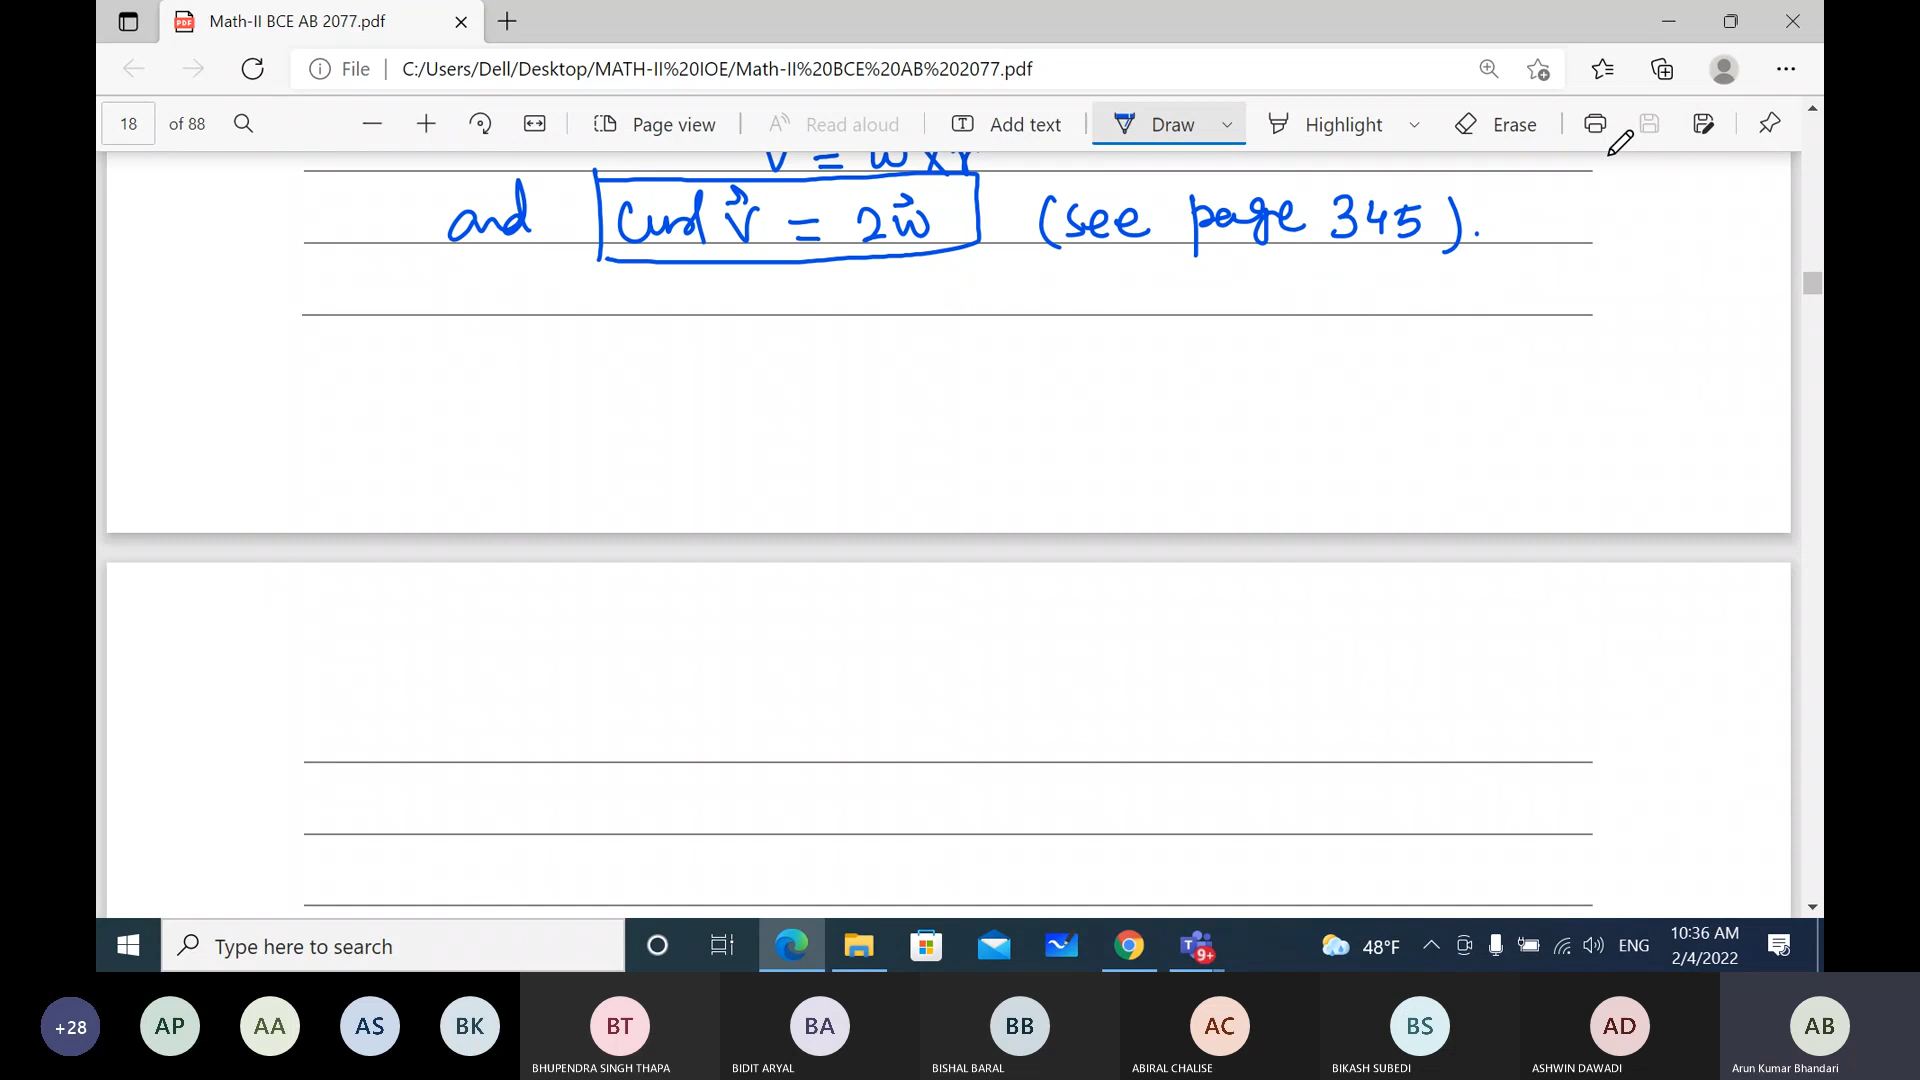 Math-II BCE AB 2077.pdf
File
C:/Users/Dell/Desktop/MATH-II%20IOE/Math-II%20BCE%20AB%202077.pdf
18 of 88
Page view
Read aloud
Add text
Draw
Highlight
Erase
v = w x r
and Curl v⃗ = 2w⃗ (see page 345).
Type here to search
9+
48°F
ENG
10:36 AM
2/4/2022
+28
AP
AA
AS
BK
BT
BA
BB
AC
BS
AD
AB
BHUPENDRA SINGH THAPA
BIDIT ARYAL
BISHAL BARAL
ABIRAL CHALISE
BIKASH SUBEDI
ASHWIN DAWADI
Arun Kumar Bhandari